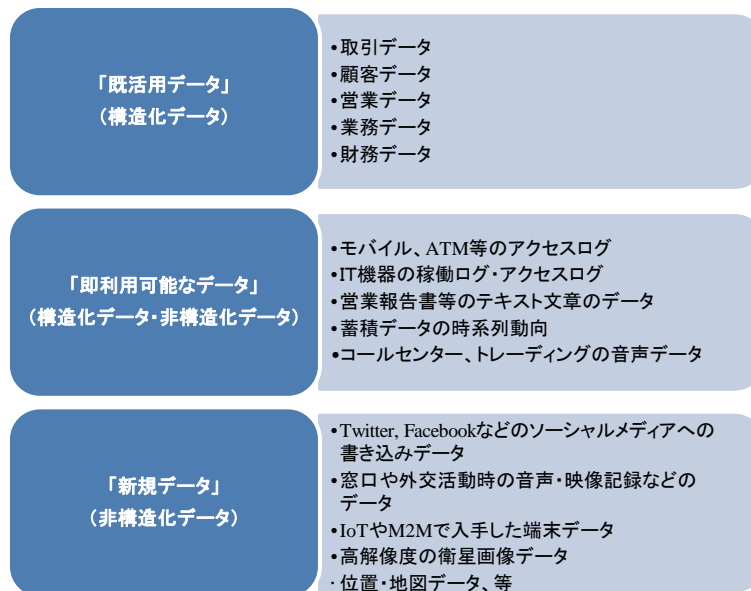 「既活用データ」
(構造化データ)
•取引データ
•顧客データ
•営業データ
•業務データ
•財務データ
「即利用可能なデータ」
(構造化データ・非構造化データ)
•モバイル、ATM等のアクセスログ
•IT機器の稼働ログ・アクセスログ
•営業報告書等のテキスト文章のデータ
•蓄積データの時系列動向
•コールセンター、トレーディングの音声データ
「新規データ」
(非構造化データ)
•Twitter, Facebookなどのソーシャルメディアへの
書き込みデータ
•窓口や外交活動時の音声・映像記録などの
データ
•IoTやM2Mで入手した端末データ
•高解像度の衛星画像データ
・位置・地図データ、等